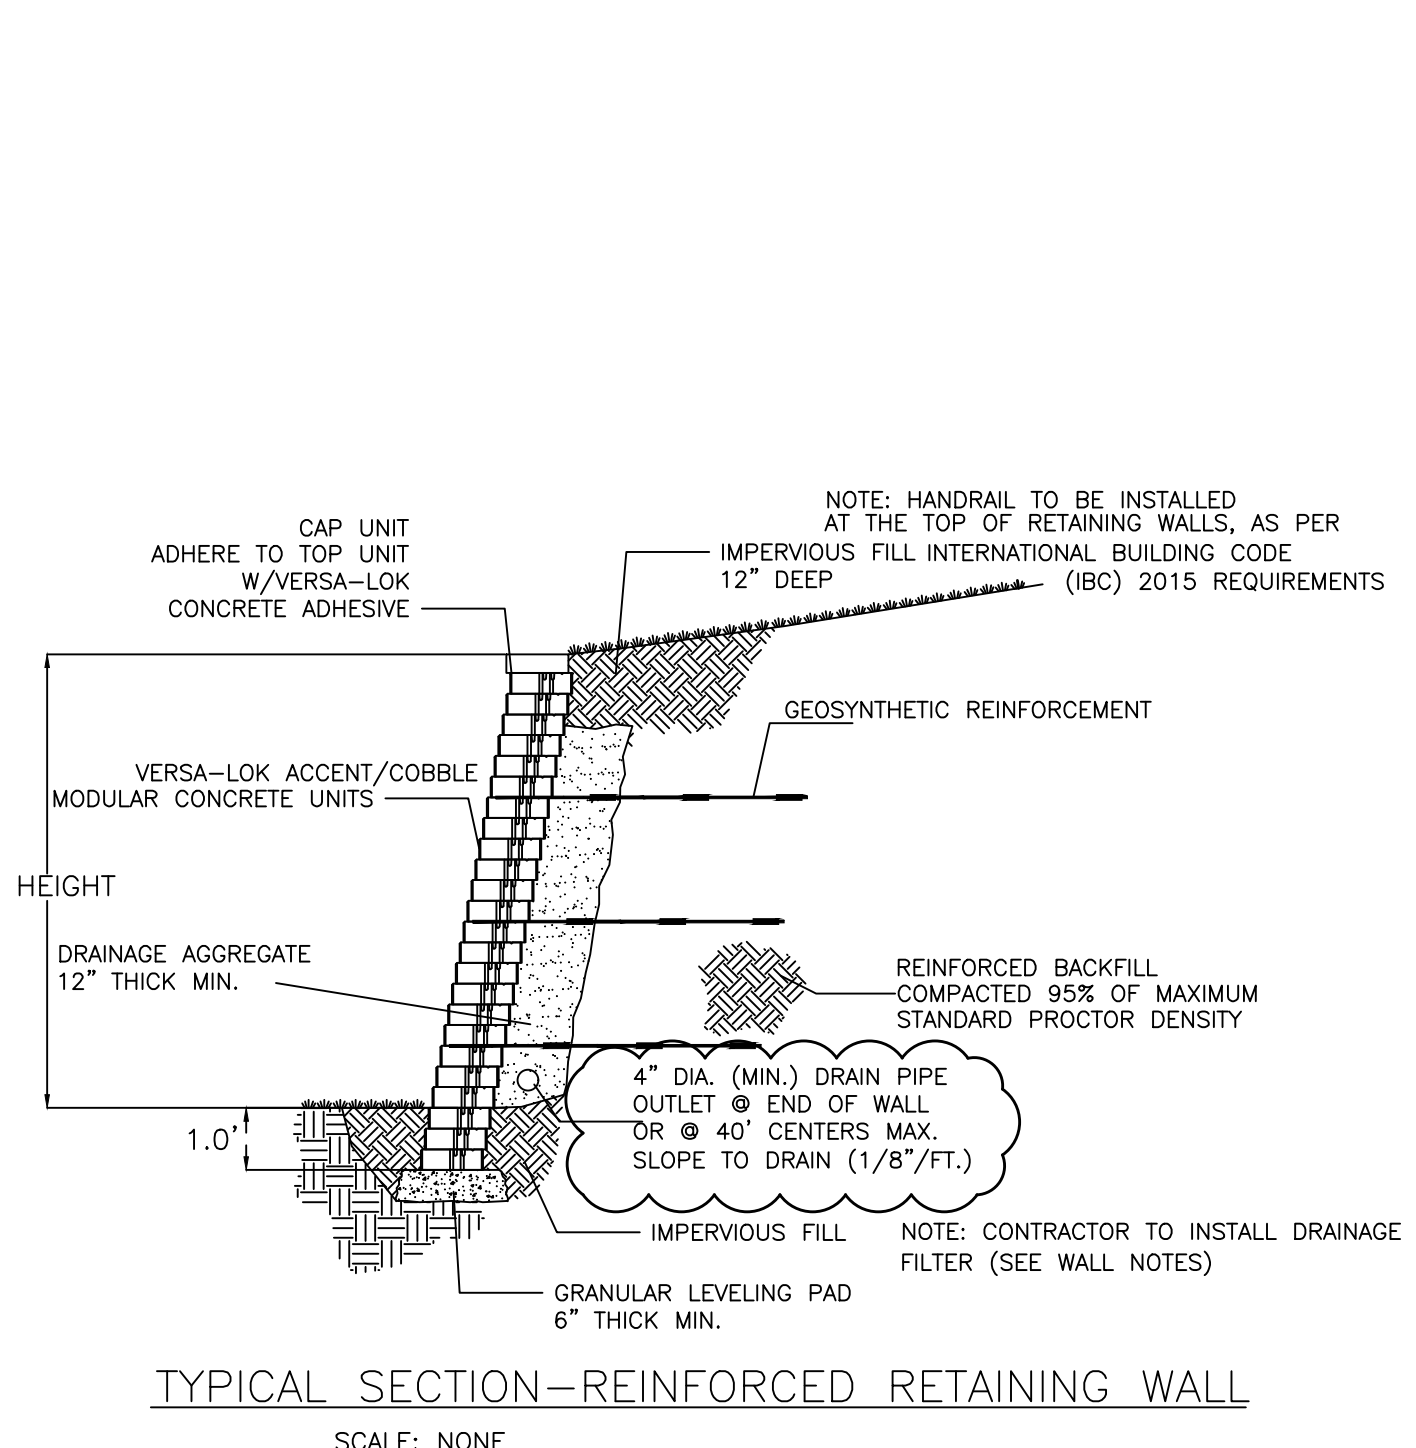 NOTE: HANDRAIL TO BE INSTALLED
AT THE TOP OF RETAINING WALLS, AS PER
INTERNATIONAL BUILDING CODE
(IBC) 2015 REQUIREMENTS
CAP UNIT
ADHERE TO TOP UNIT
W/VERSA-LOK
CONCRETE ADHESIVE
IMPERVIOUS FILL
12" DEEP
GEOSYNTHETIC REINFORCEMENT
VERSA-LOK ACCENT/COBBLE
MODULAR CONCRETE UNITS
HEIGHT
DRAINAGE AGGREGATE
12" THICK MIN.
REINFORCED BACKFILL
COMPACTED 95% OF MAXIMUM
STANDARD PROCTOR DENSITY
4" DIA. (MIN.) DRAIN PIPE
OUTLET @ END OF WALL
OR @ 40' CENTERS MAX.
SLOPE TO DRAIN (1/8"/FT.)
1.0'
IMPERVIOUS FILL
NOTE: CONTRACTOR TO INSTALL DRAINAGE
FILTER (SEE WALL NOTES)
GRANULAR LEVELING PAD
6" THICK MIN.
TYPICAL SECTION-REINFORCED RETAINING WALL
SCALE: NONE